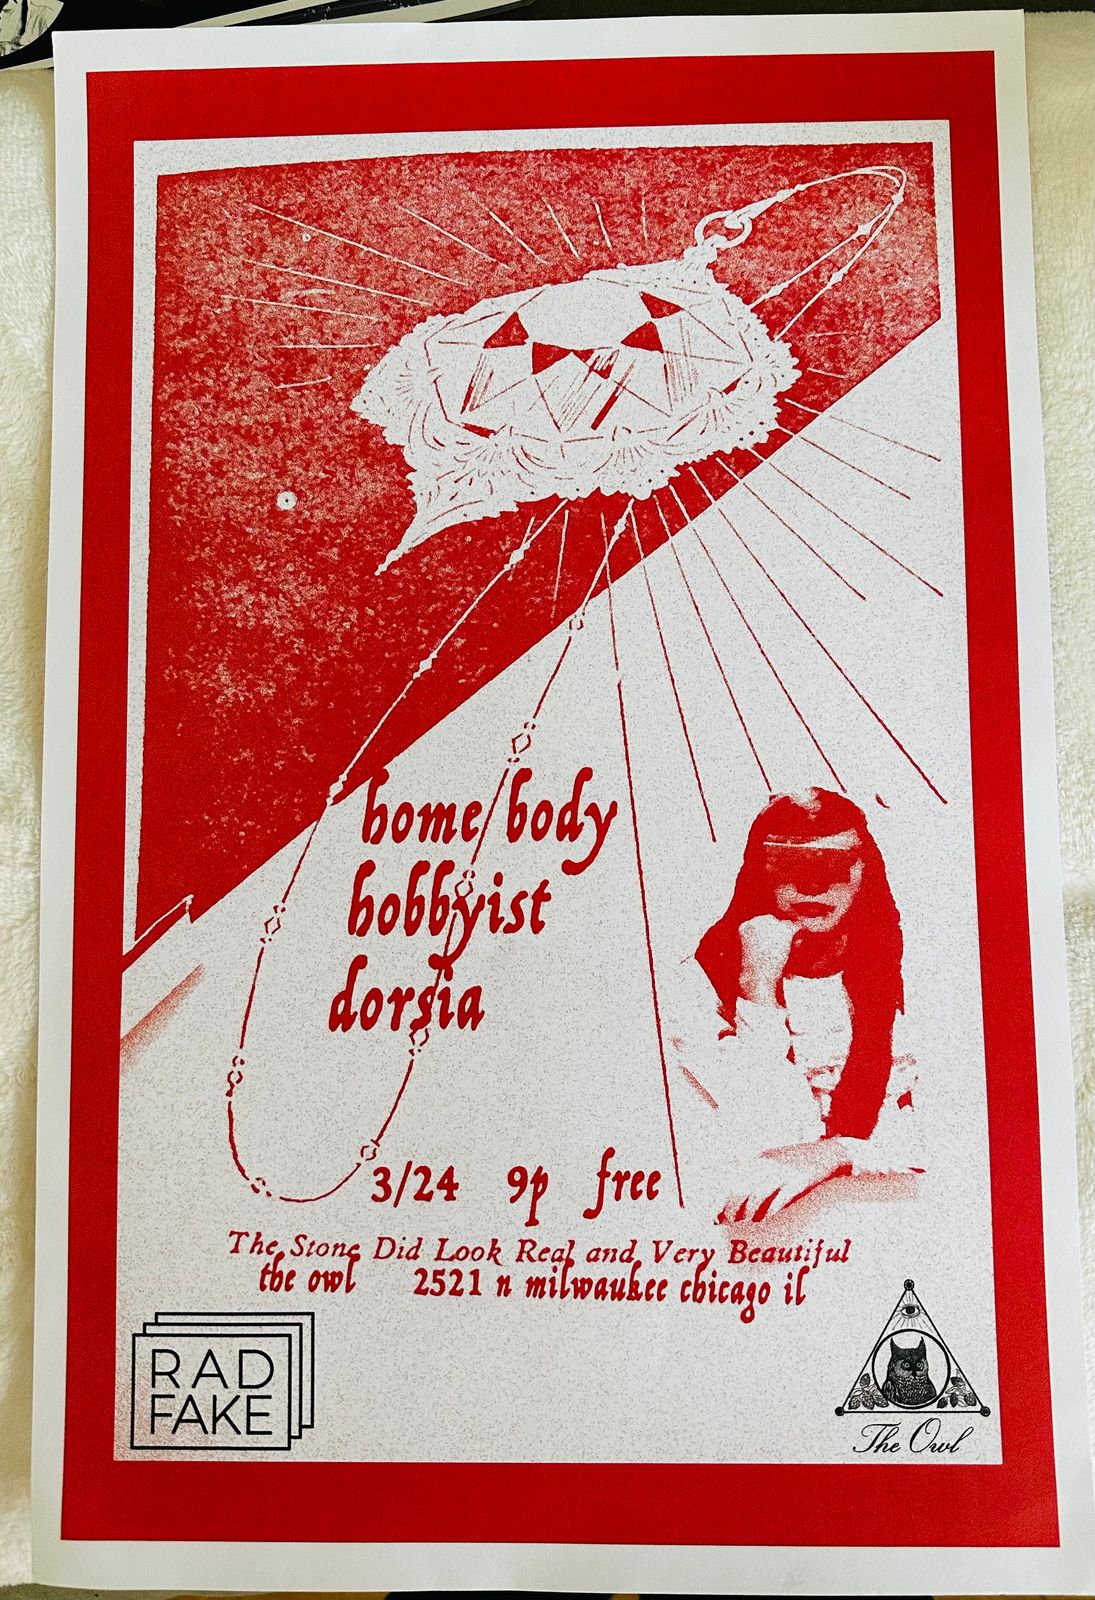 home/body
hobbyist
dorsia
3/24 9p free
The Stone Did Look Real and Very Beautiful
the owl 2521 n milwaukee chicago il
RAD
FAKE
The Owl